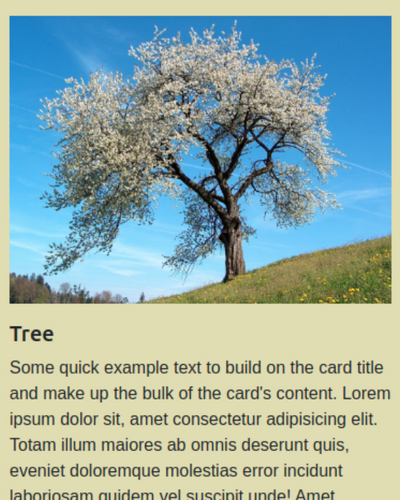 Tree
Some quick example text to build on the card title
and make up the bulk of the card's content. Lorem
ipsum dolor sit, amet consectetur adipisicing elit.
Totam illum maiores ab omnis deserunt quis,
eveniet doloremque molestias error incidunt
laboriosam quidem vel suscipit unde! Amet